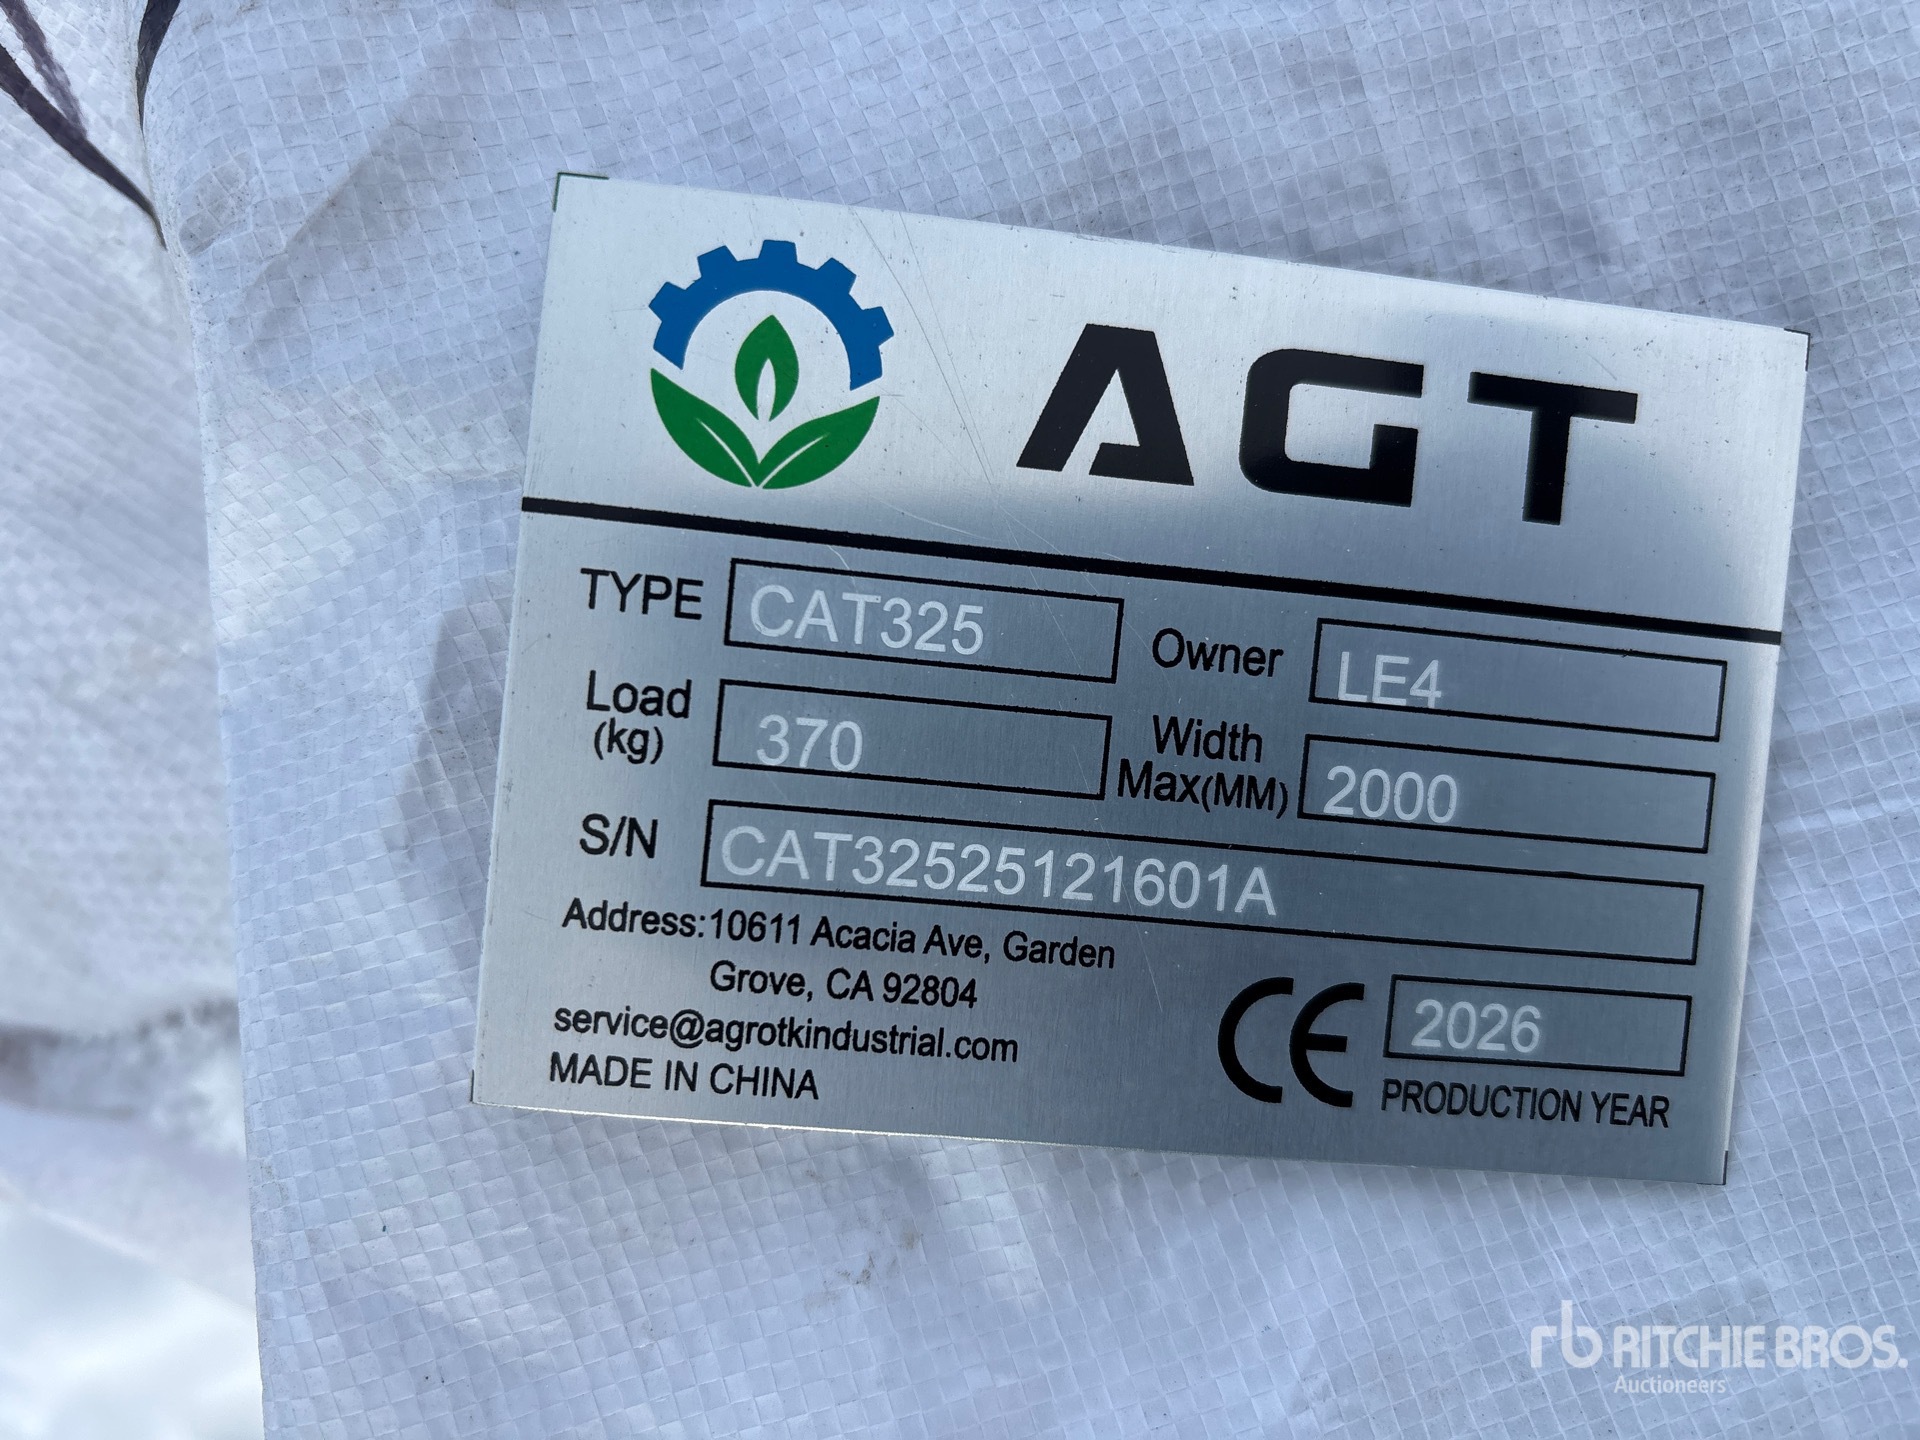 AGT
TYPE CAT325 Owner LE4
Load (kg) 370 Width Max(MM) 2000
S/N CAT32525121601A
Address:10611 Acacia Ave, Garden
Grove, CA 92804
service@agrotkindustrial.com
MADE IN CHINA
CE 2026
PRODUCTION YEAR
rb RITCHIE BROS.
Auctioneers